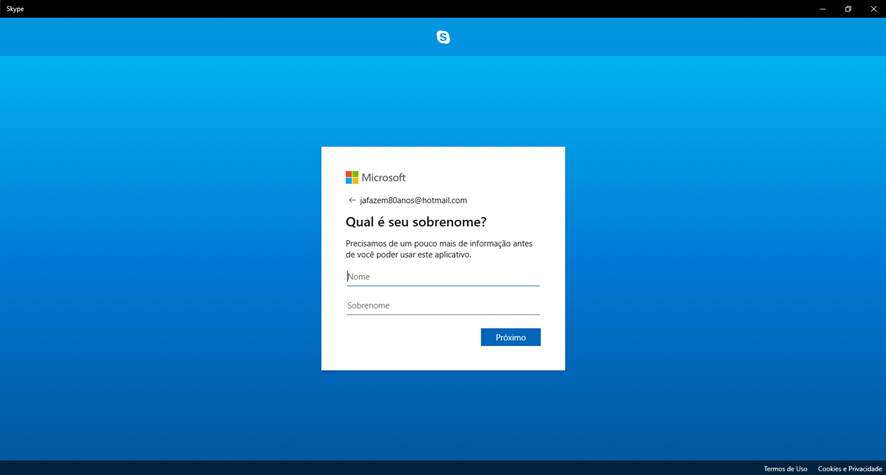 Skype
S
Microsoft
← jafazem80anos@hotmail.com
Qual é seu sobrenome?
Precisamos de um pouco mais de informação antes
de você poder usar este aplicativo.
Nome
Sobrenome
Próximo
Termos de Uso Cookies e Privacidade